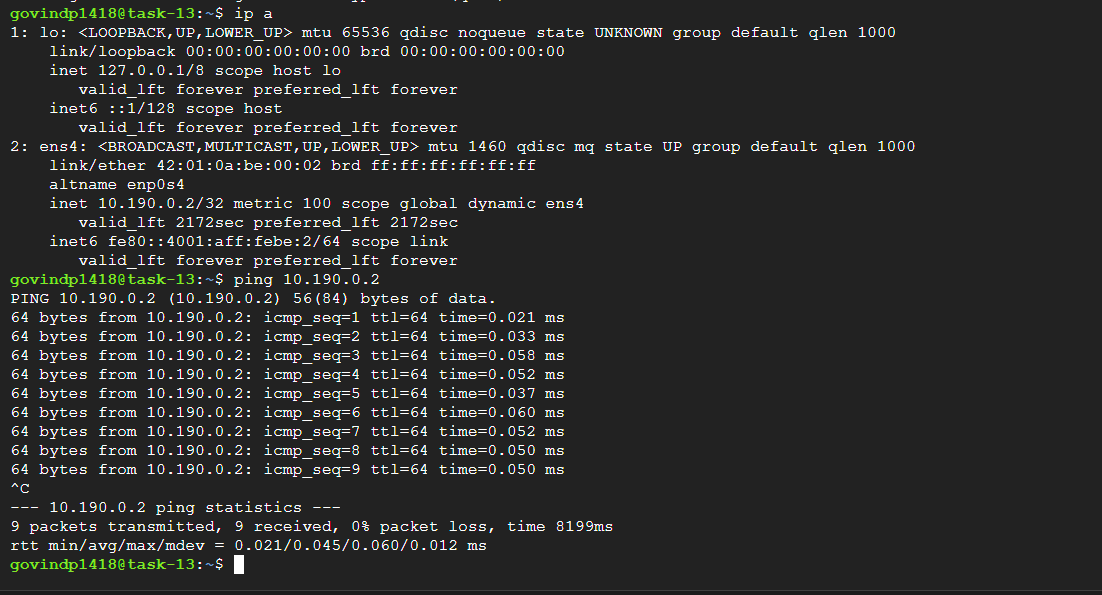 govindp1418@task-13:~$ ip a
1: lo: <LOOPBACK,UP,LOWER_UP> mtu 65536 qdisc noqueue state UNKNOWN group default qlen 1000
    link/loopback 00:00:00:00:00:00 brd 00:00:00:00:00:00
    inet 127.0.0.1/8 scope host lo
       valid_lft forever preferred_lft forever
    inet6 ::1/128 scope host
       valid_lft forever preferred_lft forever
2: ens4: <BROADCAST,MULTICAST,UP,LOWER_UP> mtu 1460 qdisc mq state UP group default qlen 1000
    link/ether 42:01:0a:be:00:02 brd ff:ff:ff:ff:ff:ff
    altname enp0s4
    inet 10.190.0.2/32 metric 100 scope global dynamic ens4
       valid_lft 2172sec preferred_lft 2172sec
    inet6 fe80::4001:aff:febe:2/64 scope link
       valid_lft forever preferred_lft forever
govindp1418@task-13:~$ ping 10.190.0.2
PING 10.190.0.2 (10.190.0.2) 56(84) bytes of data.
64 bytes from 10.190.0.2: icmp_seq=1 ttl=64 time=0.021 ms
64 bytes from 10.190.0.2: icmp_seq=2 ttl=64 time=0.033 ms
64 bytes from 10.190.0.2: icmp_seq=3 ttl=64 time=0.058 ms
64 bytes from 10.190.0.2: icmp_seq=4 ttl=64 time=0.052 ms
64 bytes from 10.190.0.2: icmp_seq=5 ttl=64 time=0.037 ms
64 bytes from 10.190.0.2: icmp_seq=6 ttl=64 time=0.060 ms
64 bytes from 10.190.0.2: icmp_seq=7 ttl=64 time=0.052 ms
64 bytes from 10.190.0.2: icmp_seq=8 ttl=64 time=0.050 ms
64 bytes from 10.190.0.2: icmp_seq=9 ttl=64 time=0.050 ms
^C
--- 10.190.0.2 ping statistics ---
9 packets transmitted, 9 received, 0% packet loss, time 8199ms
rtt min/avg/max/mdev = 0.021/0.045/0.060/0.012 ms
govindp1418@task-13:~$